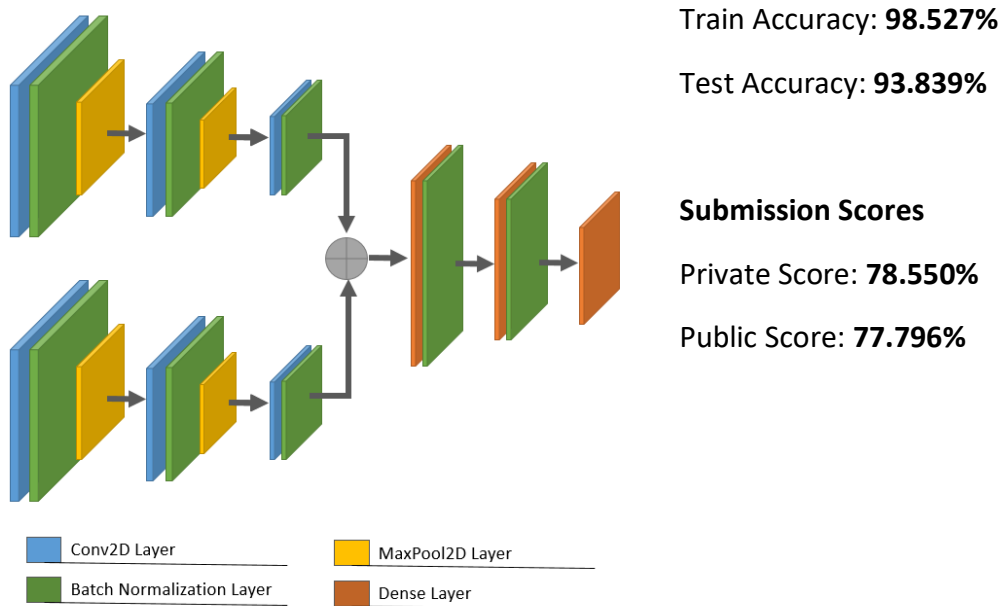 Train Accuracy: 98.527%
Test Accuracy: 93.839%
Submission Scores
Private Score: 78.550%
Public Score: 77.796%
Conv2D Layer
MaxPool2D Layer
Batch Normalization Layer
Dense Layer